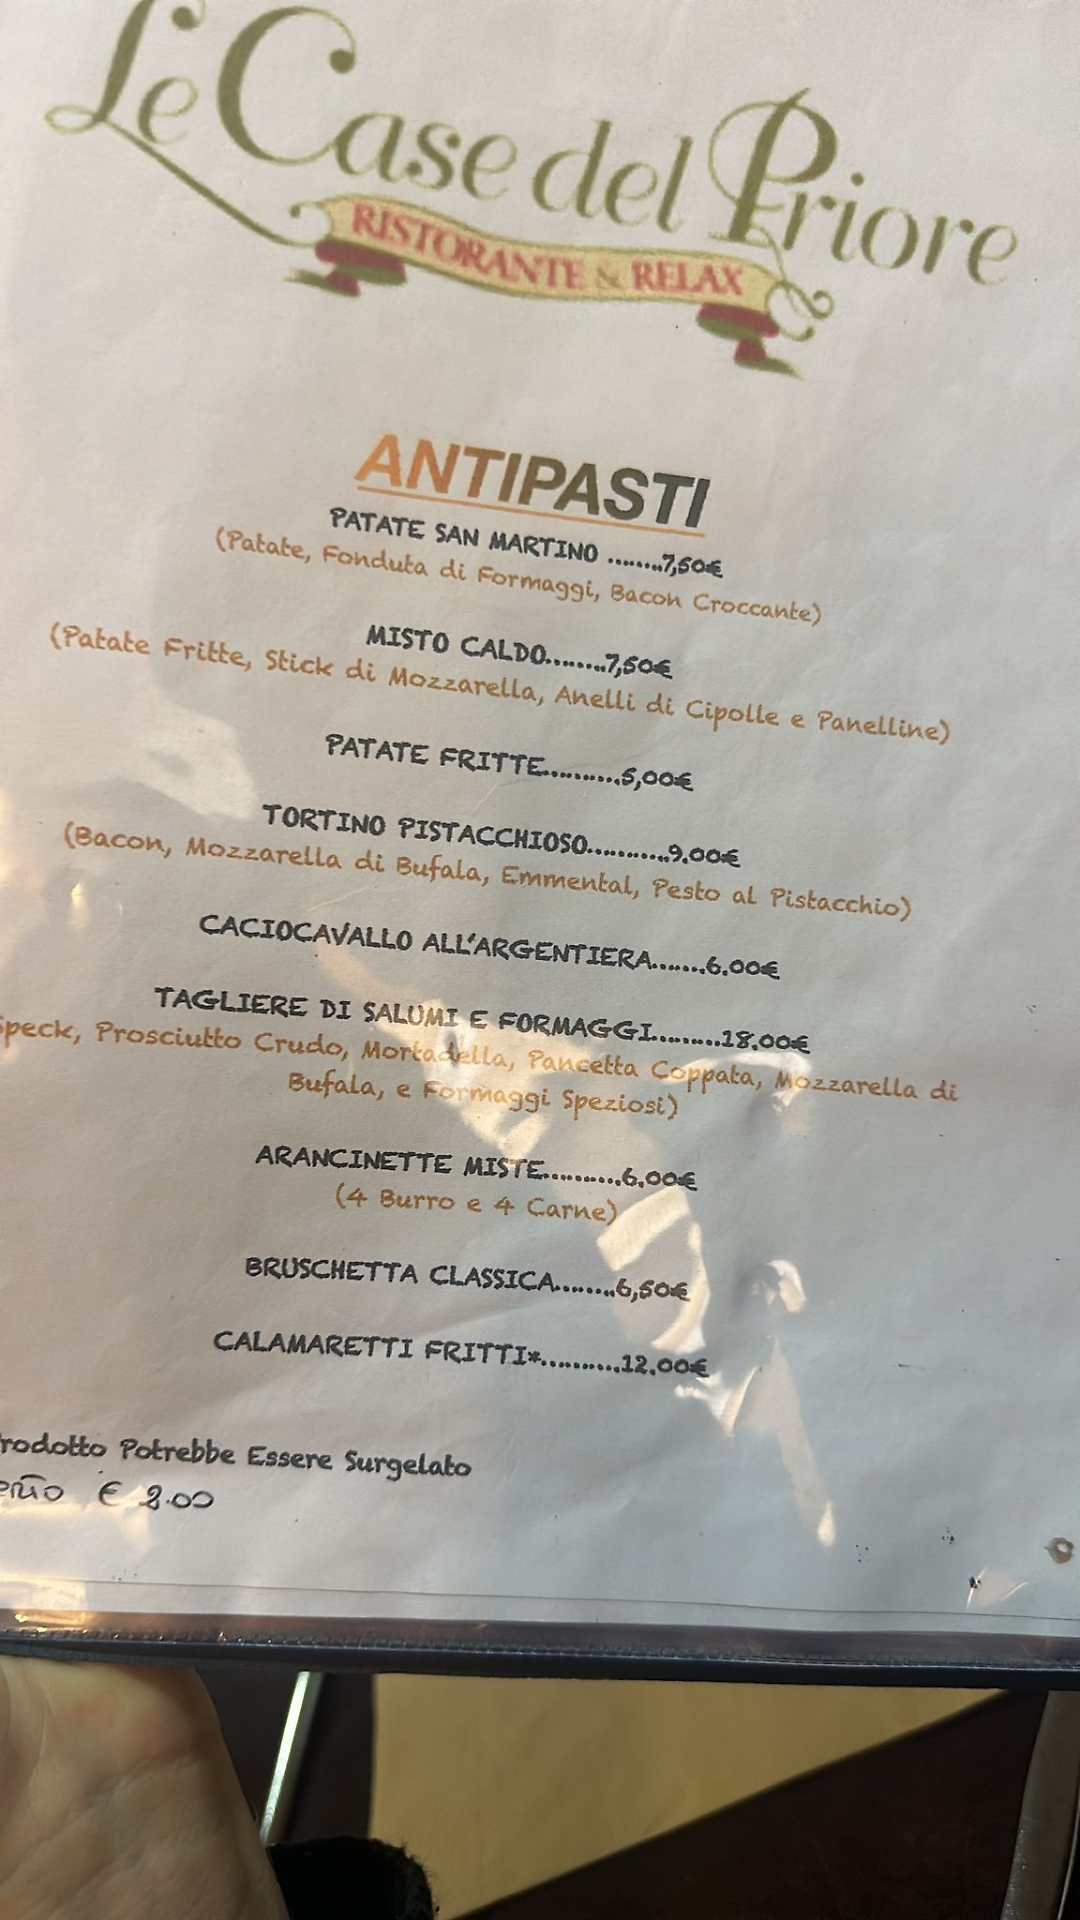 Le Case del Priore
RISTORANTE & RELAX
ANTIPASTI
PATATE SAN MARTINO ........7,50€
(Patate, Fonduta di Formaggi, Bacon Croccante)
MISTO CALDO........7,50€
(Patate Fritte, Stick di Mozzarella, Anelli di Cipolle e Panelline)
PATATE FRITTE..........5,00€
TORTINO PISTACCHIOSO...........9.00€
(Bacon, Mozzarella di Bufala, Emmental, Pesto al Pistacchio)
CACIOCAVALLO ALL'ARGENTIERA.......6.00€
TAGLIERE DI SALUMI E FORMAGGI.........18.00€
Speck, Prosciutto Crudo, Mortadella, Pancetta Coppata, Mozzarella di
Bufala, e Formaggi Speziosi)
ARANCINETTE MISTE..........6.00€
(4 Burro e 4 Carne)
BRUSCHETTA CLASSICA........6,50€
CALAMARETTI FRITTI*..........12.00€
rodotto Potrebbe Essere Surgelato
€ 2.00